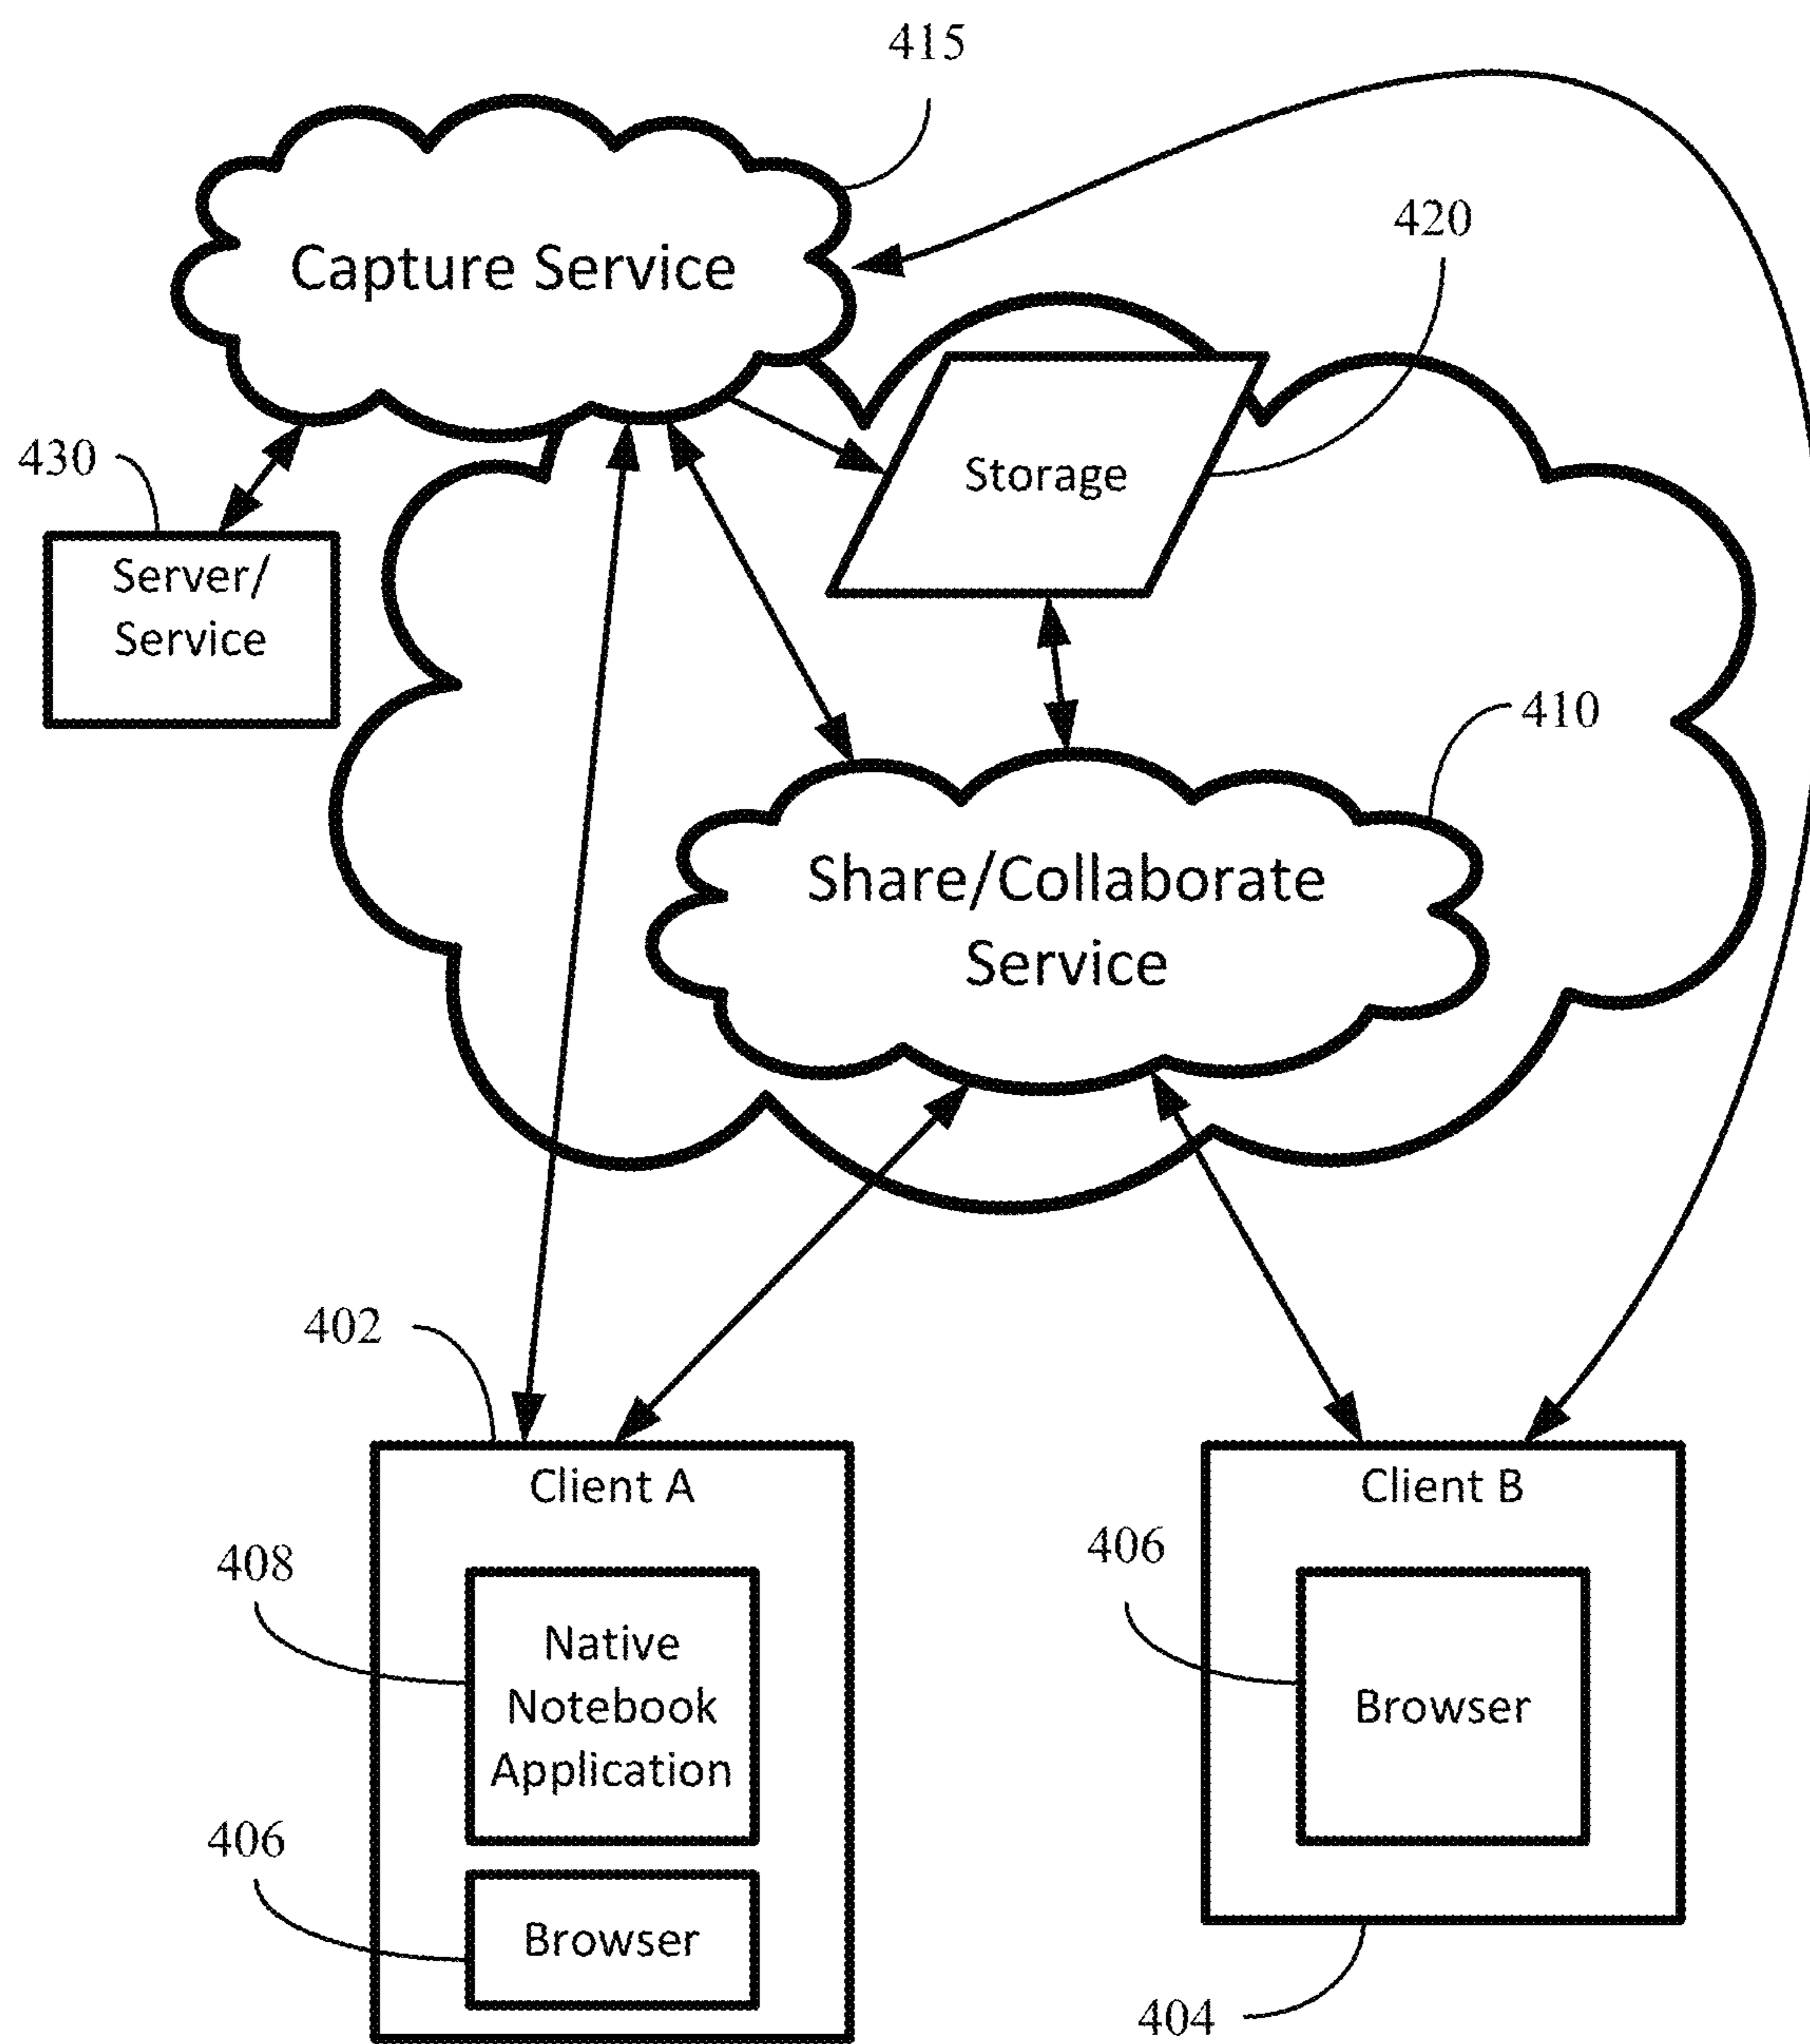 415
420
Capture Service
430
Storage
Server/
Service
410
Share/Collaborate
Service
402
Client A
Client B
408
406
Native
Notebook
Application
Browser
406
Browser
404